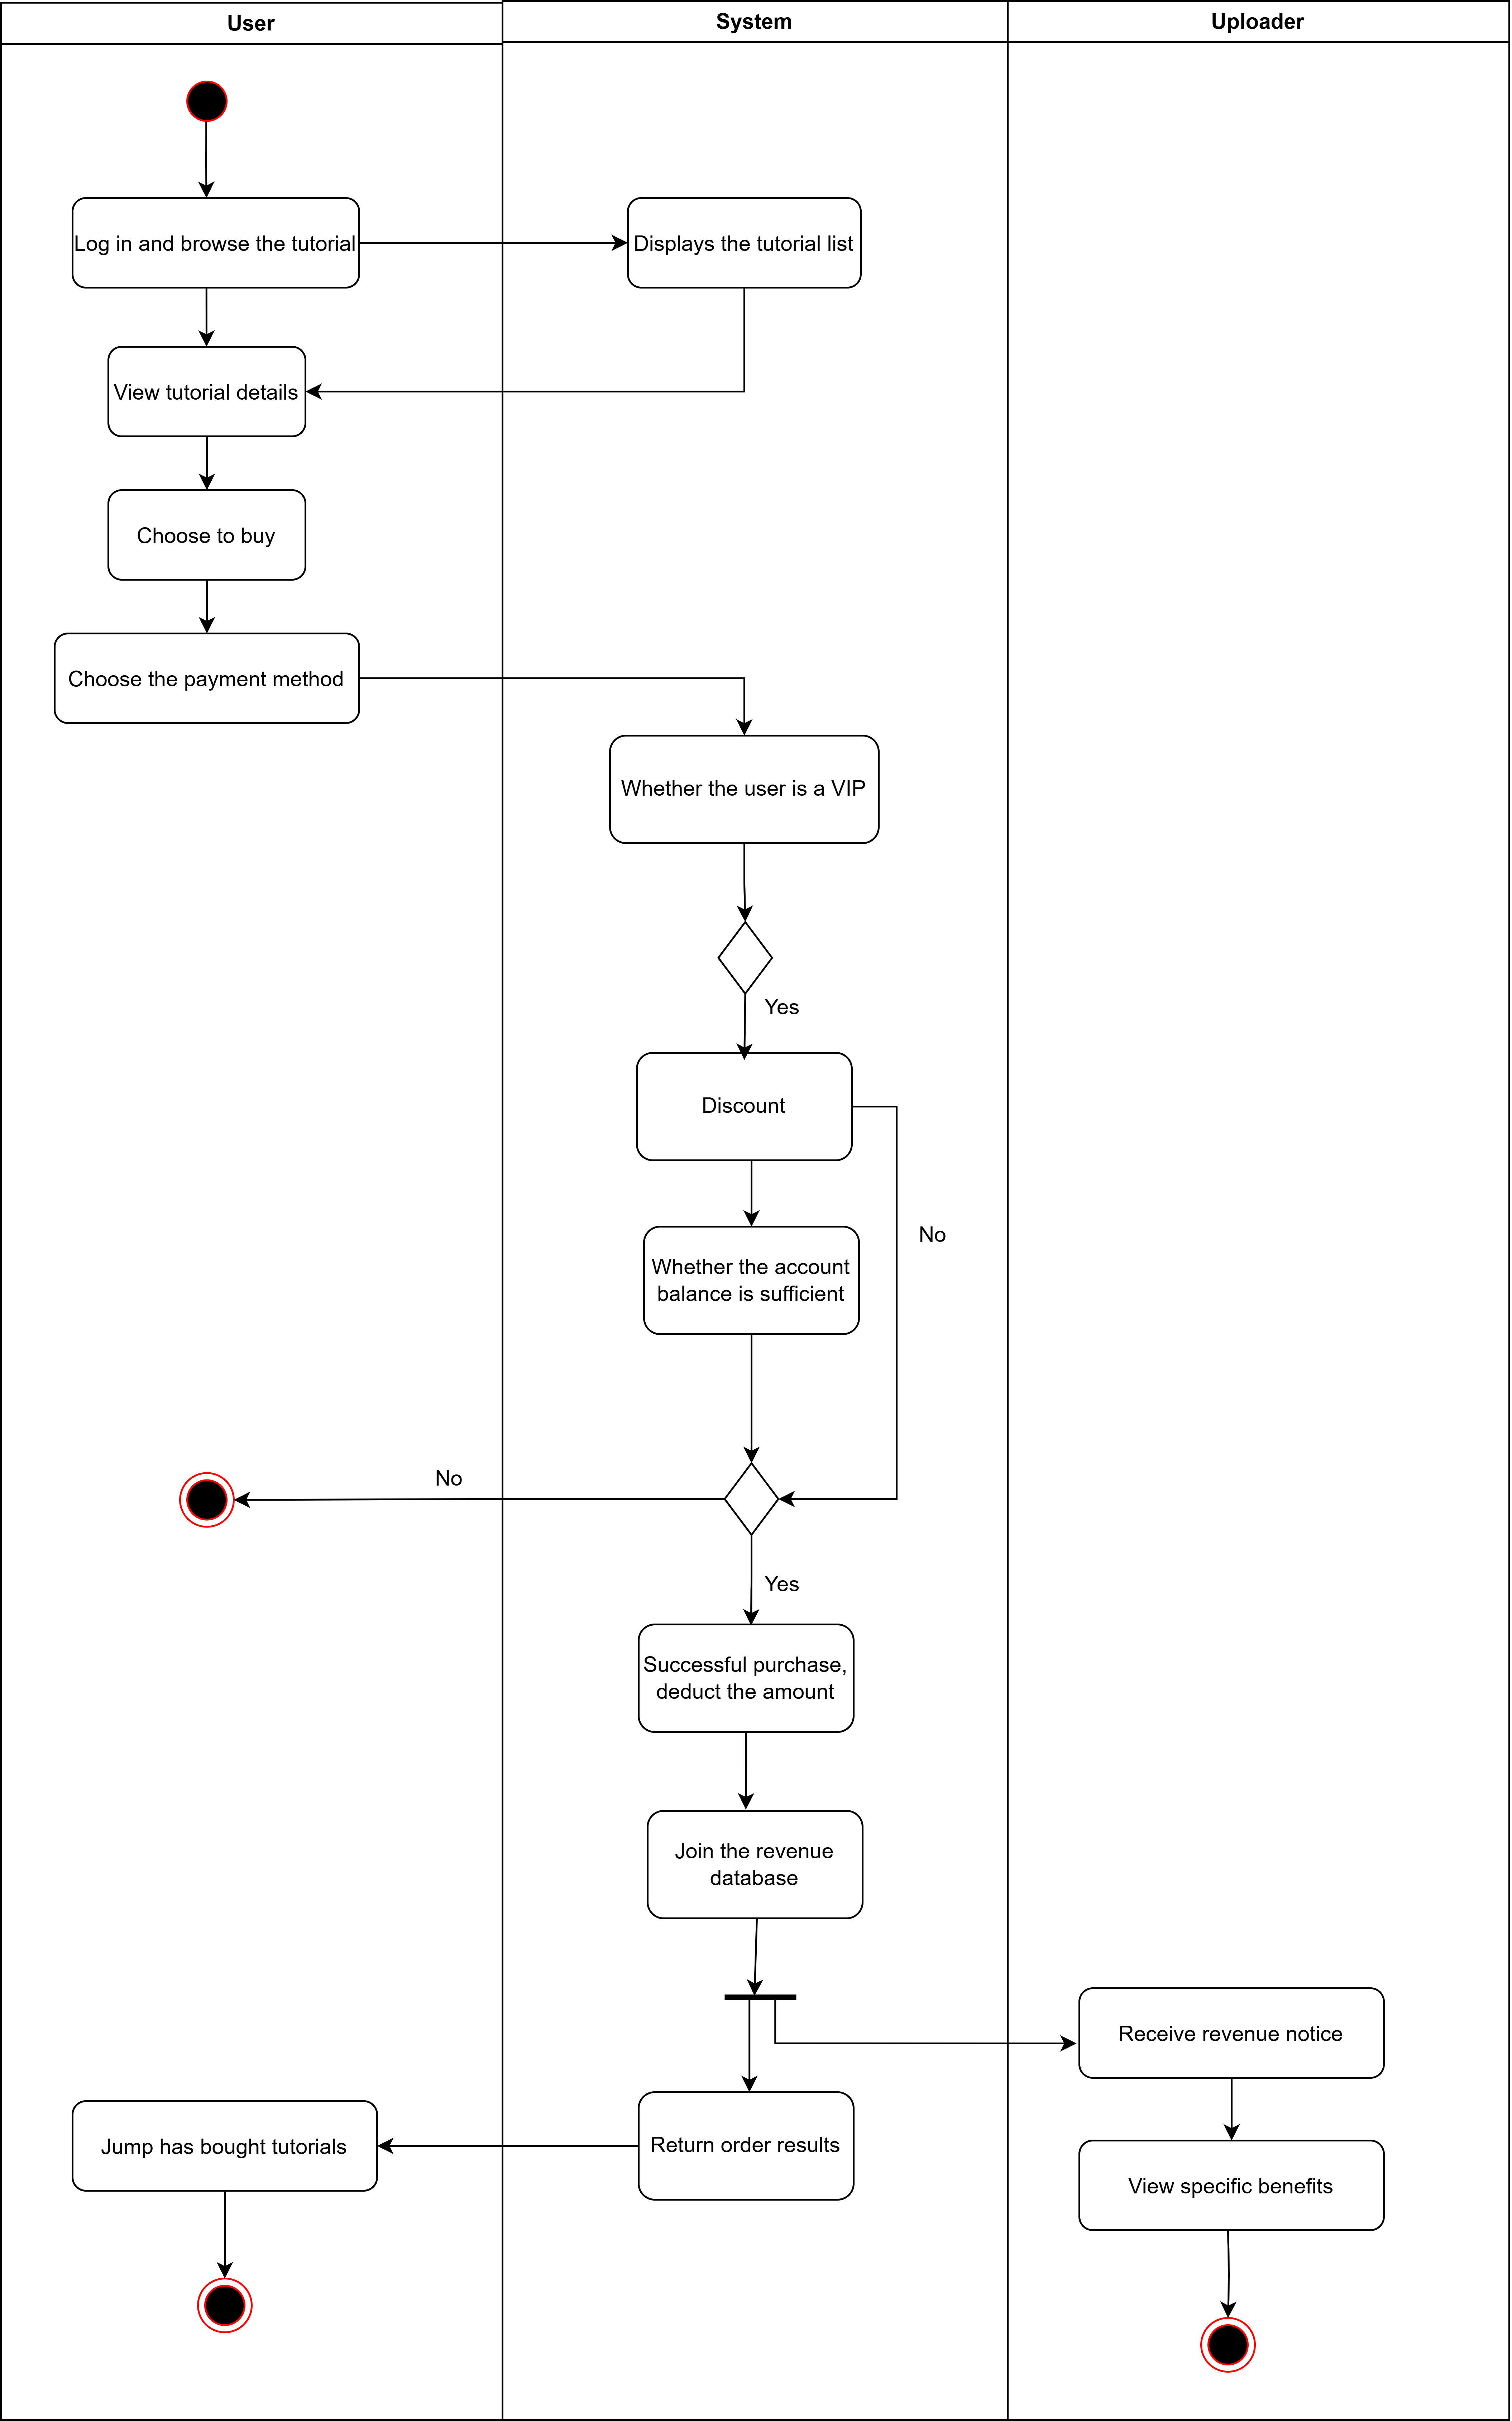 User
System
Uploader
Log in and browse the tutorial
Displays the tutorial list
View tutorial details
Choose to buy
Choose the payment method
Whether the user is a VIP
Yes
Discount
No
Whether the account
balance is sufficient
No
Yes
Successful purchase,
deduct the amount
Join the revenue
database
Receive revenue notice
Return order results
Jump has bought tutorials
View specific benefits